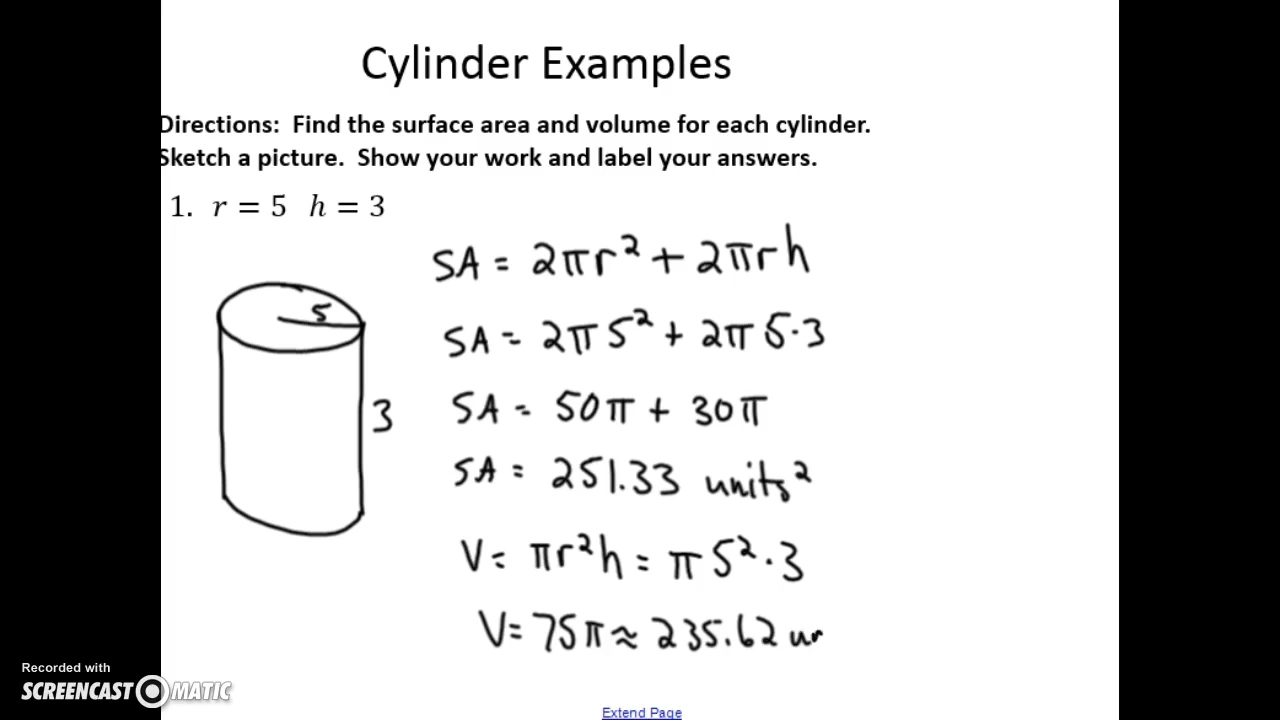 Cylinder Examples
Directions: Find the surface area and volume for each cylinder.
Sketch a picture. Show your work and label your answers.
1. r = 5 h = 3
SA = 2πr² + 2πrh
5
SA = 2π5² + 2π5·3
3
SA = 50π + 30π
SA = 251.33 units²
V = πr²h = π5²·3
V = 75π ≈ 235.62 un
Recorded with
SCREENCAST MATIC
Extend Page